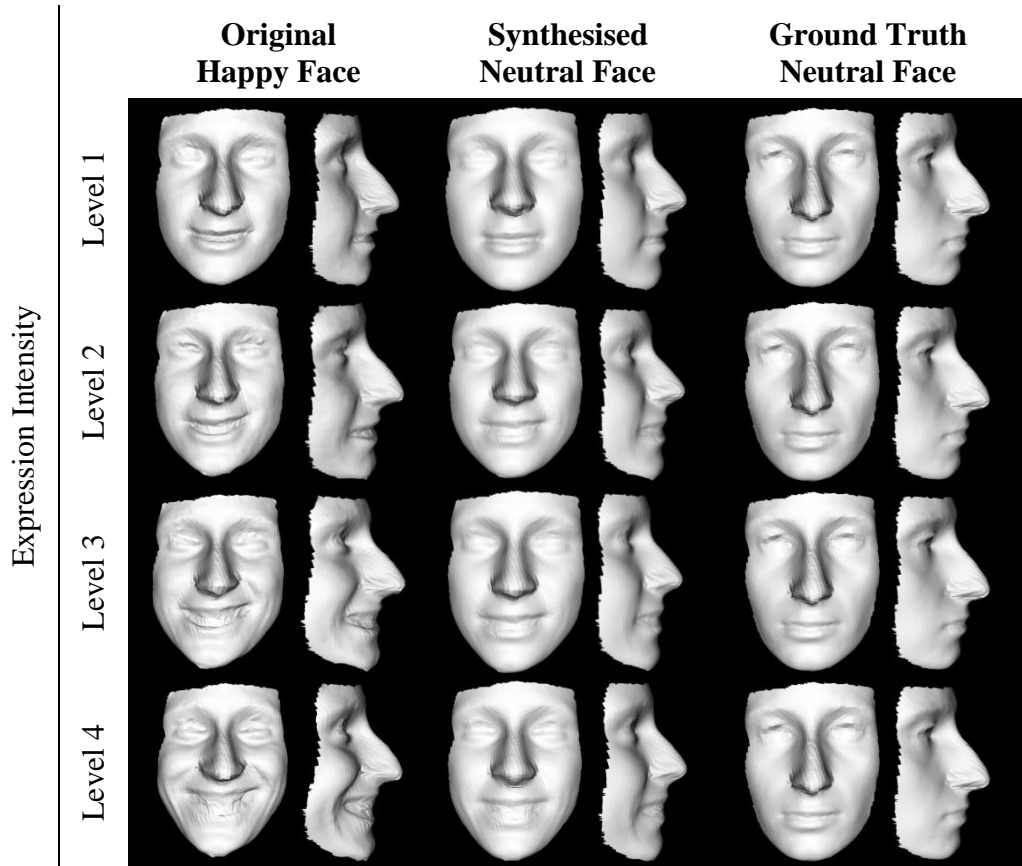 Original
Happy Face
Synthesised
Neutral Face
Ground Truth
Neutral Face
Expression Intensity
Level 1
Level 2
Level 3
Level 4